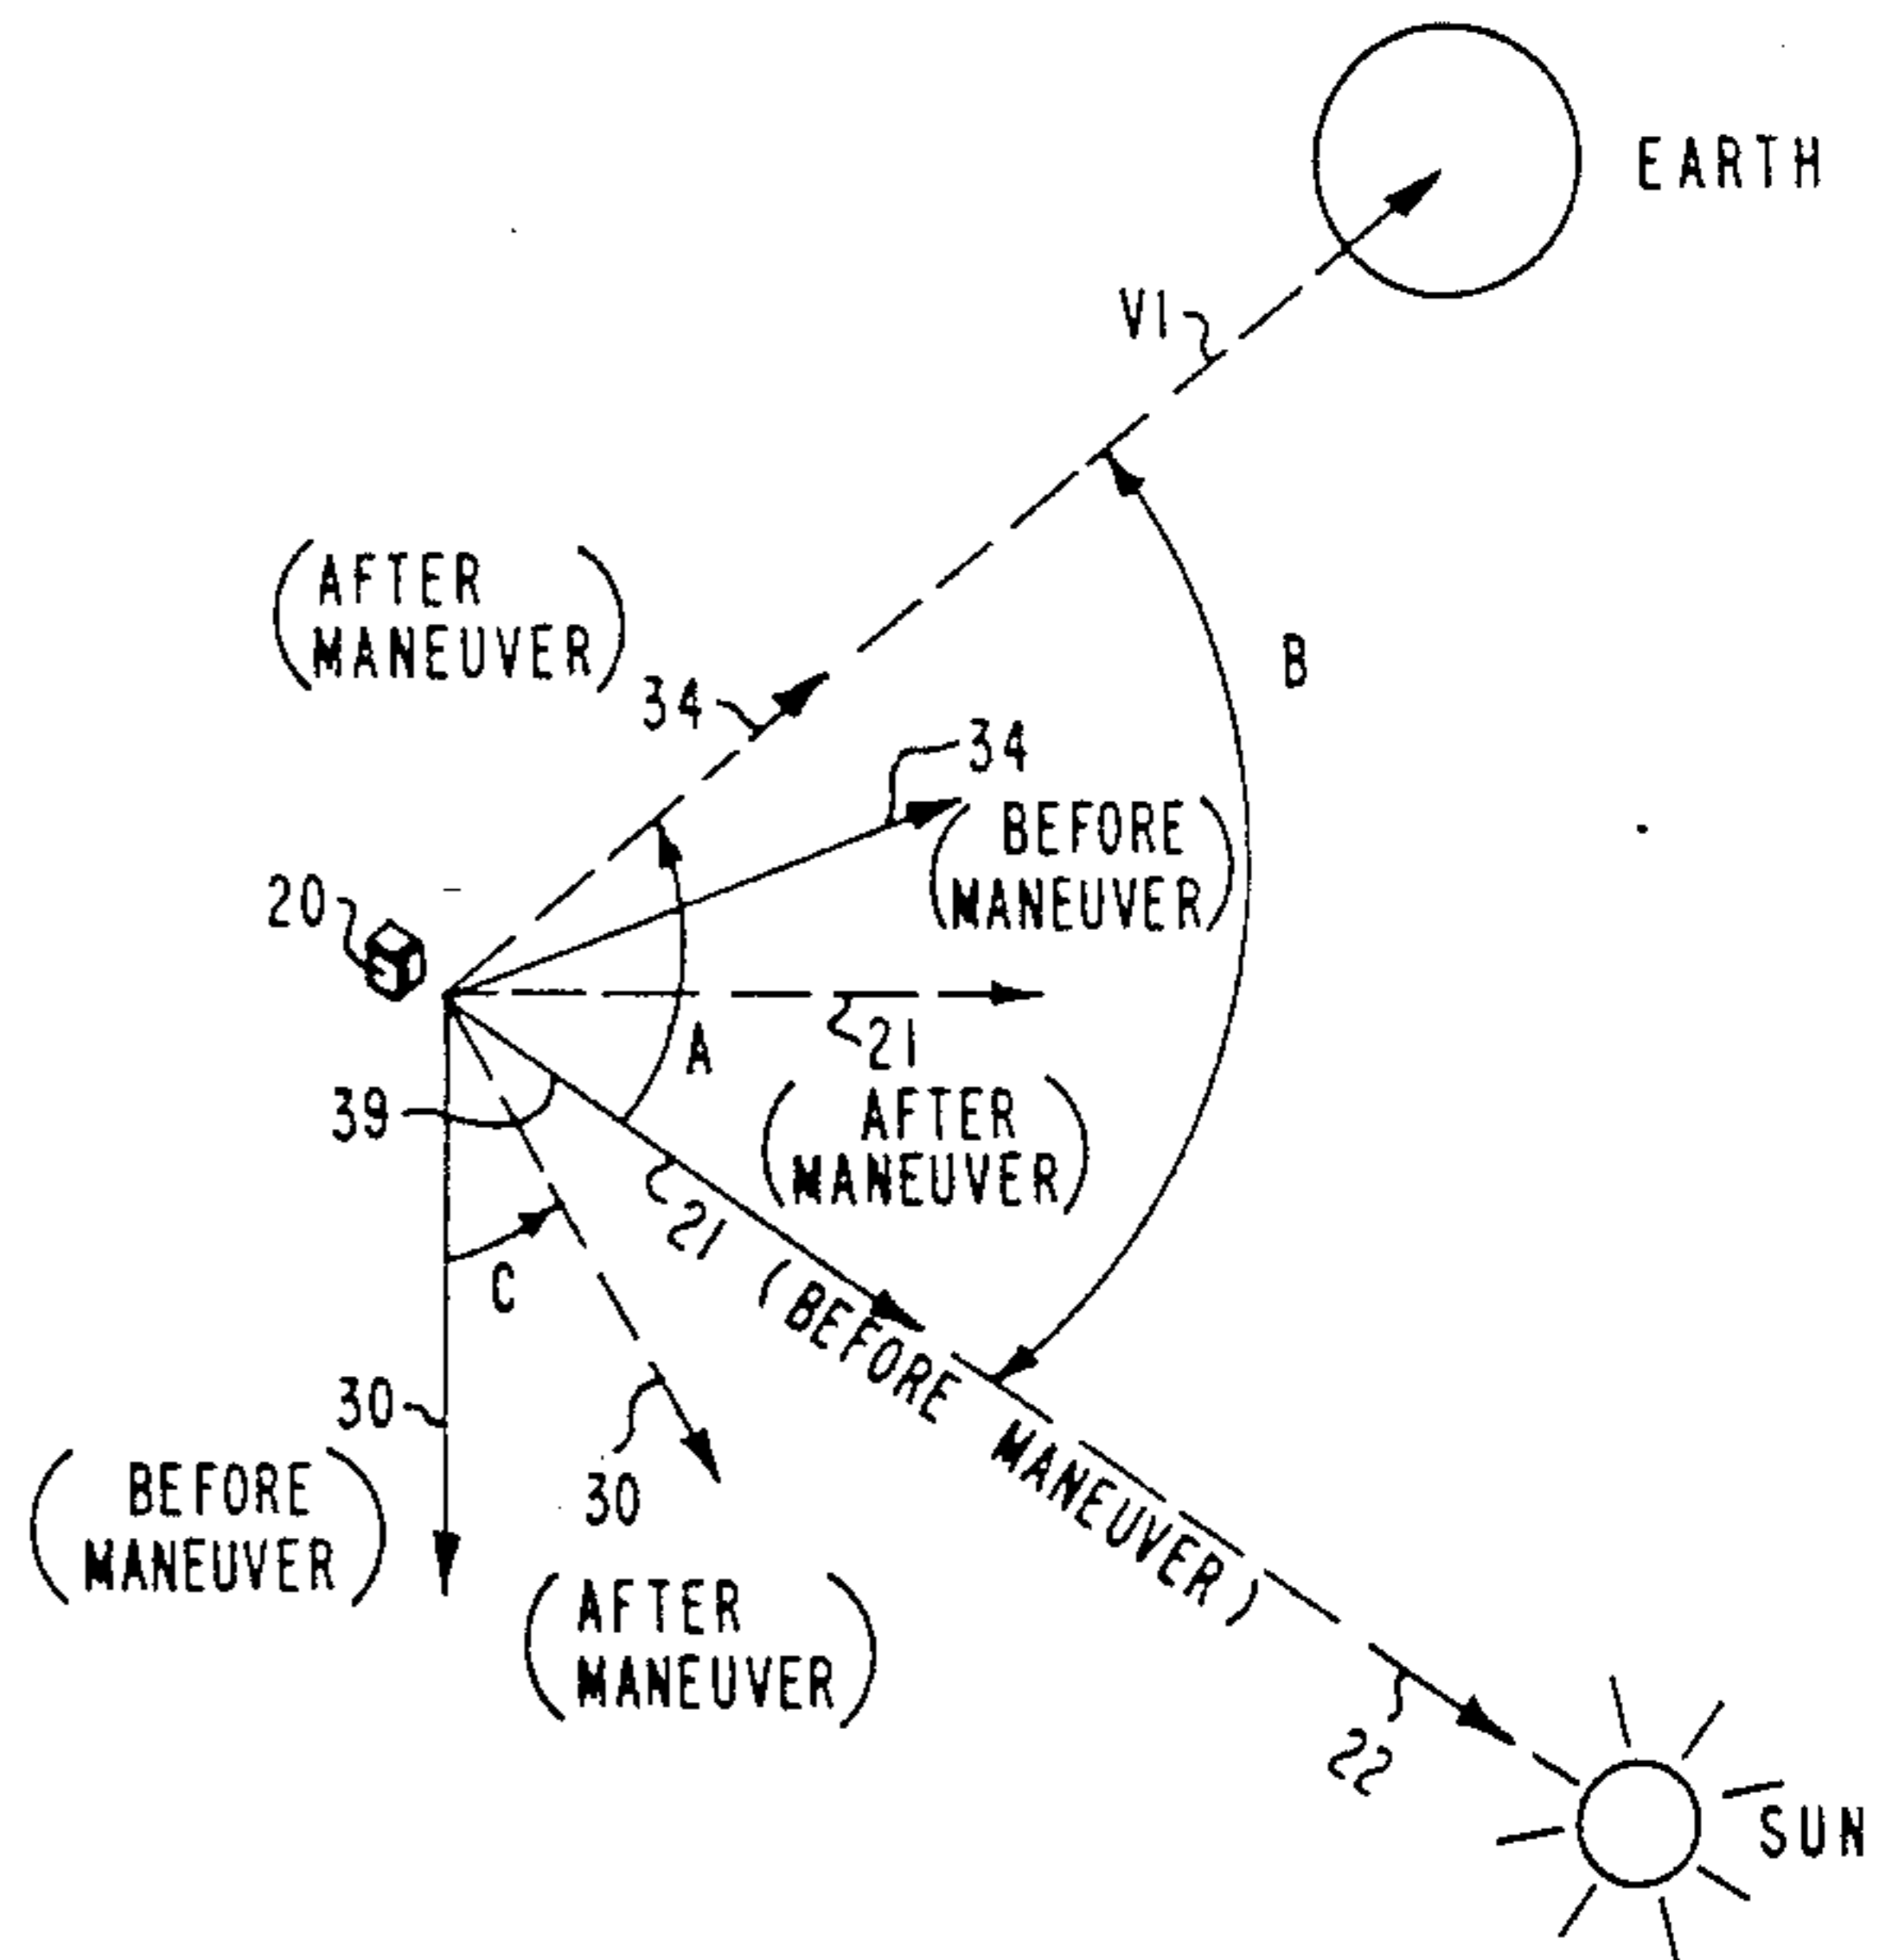 EARTH
V1
(AFTER
MANEUVER)
34
B
34
(BEFORE
MANEUVER)
20
21
A
(AFTER
MANEUVER)
39
21 (BEFORE MANEUVER)
C
30
(BEFORE
MANEUVER)
30
(AFTER
MANEUVER)
22
SUN